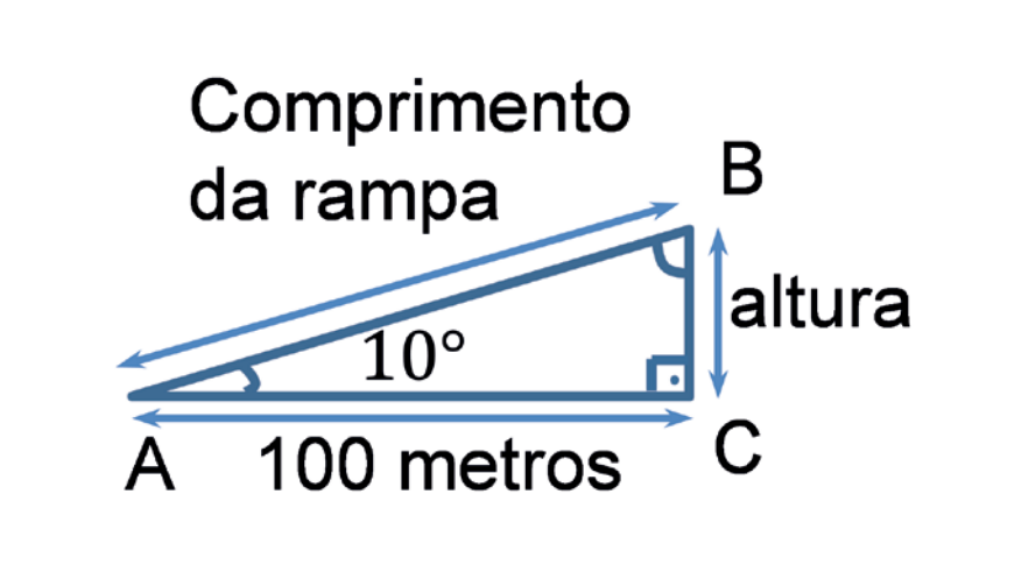 Comprimento
da rampa
B
altura
10°
A
100 metros
C